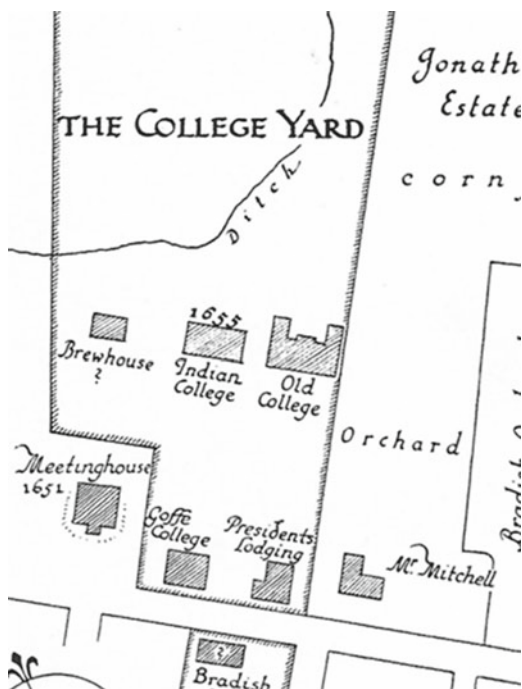 Jonath
Estate
THE COLLEGE YARD
corn
Ditch
1655
Brewhouse
?
Indian
College
Old
College
Orchard
Meetinghouse
1651
Goffe
College
Presidents
Lodging
Mr. Mitchell
?
Bradish
Bradish